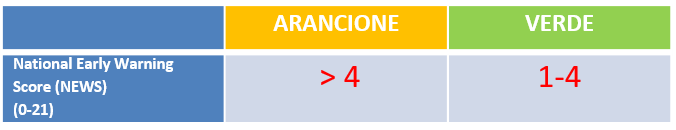 ARANCIONE VERDE
National Early Warning
Score (NEWS)
(0-21)
> 4 1-4